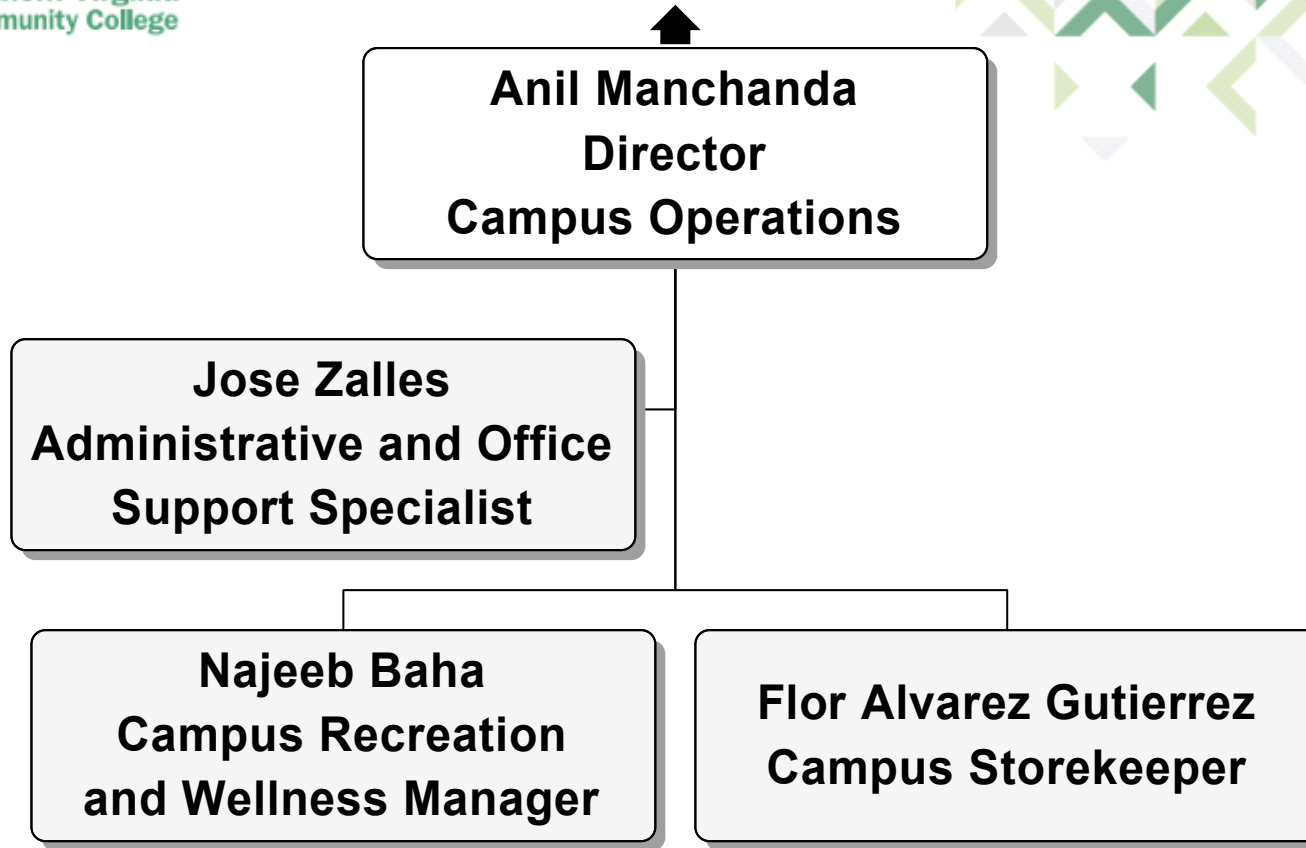 munity College
Anil Manchanda
Director
Campus Operations
Jose Zalles
Administrative and Office
Support Specialist
Najeeb Baha
Campus Recreation
and Wellness Manager
Flor Alvarez Gutierrez
Campus Storekeeper